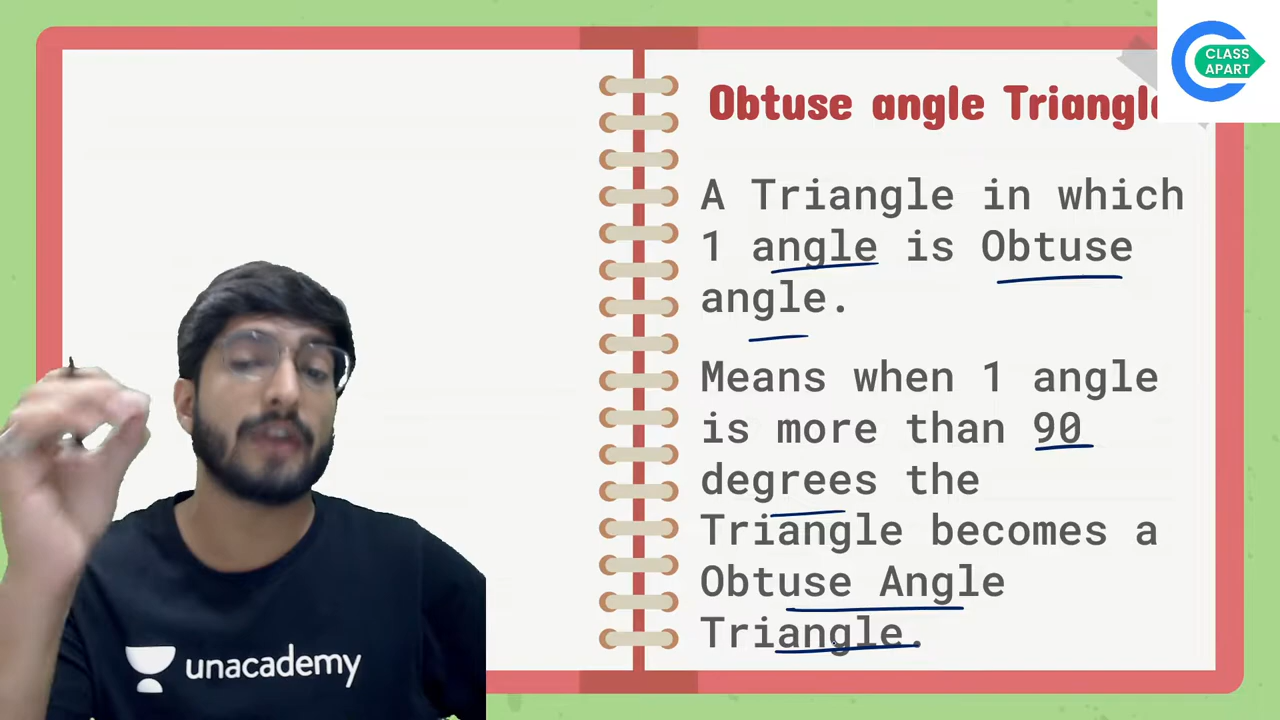 CLASS
APART
Obtuse angle Triangle
A Triangle in which
1 angle is Obtuse
angle.
Means when 1 angle
is more than 90
degrees the
Triangle becomes a
Obtuse Angle
Triangle.
unacademy